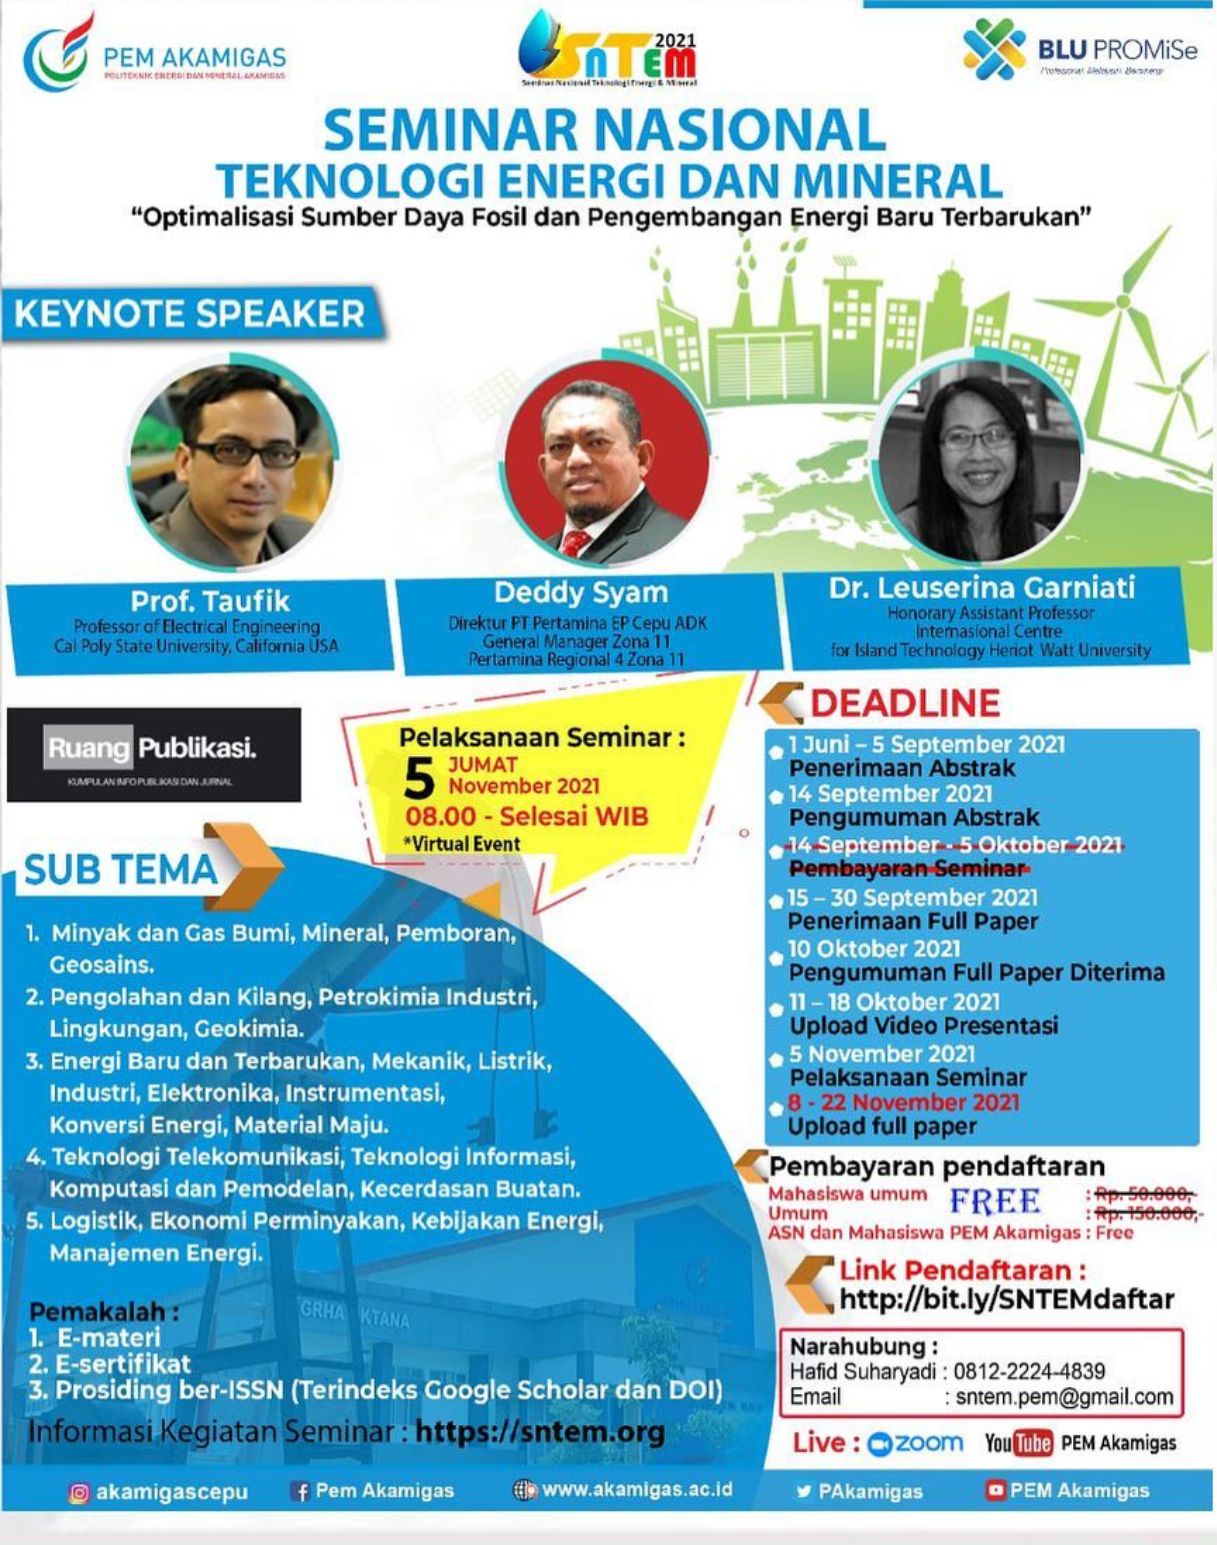 PEM AKAMIGAS
POLITEKNIK ENERGI DAN MINERAL AKAMIGAS
SNTEM 2021
Seminar Nasional Teknologi Energi & Mineral
BLU PROMiSe
Profesional Melayani Bersinergi
SEMINAR NASIONAL
TEKNOLOGI ENERGI DAN MINERAL
“Optimalisasi Sumber Daya Fosil dan Pengembangan Energi Baru Terbarukan”
KEYNOTE SPEAKER
Prof. Taufik
Professor of Electrical Engineering
Cal Poly State University, California USA
Deddy Syam
Direktur PT Pertamina EP Cepu ADK
General Manager Zona 11
Pertamina Regional 4 Zona 11
Dr. Leuserina Garniati
Honorary Assistant Professor
Internasional Centre
for Island Technology Heriot Watt University
Ruang Publikasi.
KUMPULAN INFO PUBLIKASI DAN JURNAL
Pelaksanaan Seminar :
5 JUMAT
November 2021
08.00 - Selesai WIB
*Virtual Event
DEADLINE
1 Juni – 5 September 2021
Penerimaan Abstrak
14 September 2021
Pengumuman Abstrak
14 September - 5 Oktober 2021
Pembayaran Seminar
15 – 30 September 2021
Penerimaan Full Paper
10 Oktober 2021
Pengumuman Full Paper Diterima
11 – 18 Oktober 2021
Upload Video Presentasi
5 November 2021
Pelaksanaan Seminar
8 - 22 November 2021
Upload full paper
SUB TEMA
1. Minyak dan Gas Bumi, Mineral, Pemboran,
Geosains.
2. Pengolahan dan Kilang, Petrokimia Industri,
Lingkungan, Geokimia.
3. Energi Baru dan Terbarukan, Mekanik, Listrik,
Industri, Elektronika, Instrumentasi,
Konversi Energi, Material Maju.
4. Teknologi Telekomunikasi, Teknologi Informasi,
Komputasi dan Pemodelan, Kecerdasan Buatan.
5. Logistik, Ekonomi Perminyakan, Kebijakan Energi,
Manajemen Energi.
Pembayaran pendaftaran
Mahasiswa umum FREE : Rp. 50.000,-
Umum : Rp. 150.000,-
ASN dan Mahasiswa PEM Akamigas : Free
Link Pendaftaran :
http://bit.ly/SNTEMdaftar
GRHA OKTANA
Pemakalah :
1. E-materi
2. E-sertifikat
3. Prosiding ber-ISSN (Terindeks Google Scholar dan DOI)
Informasi Kegiatan Seminar : https://sntem.org
Narahubung :
Hafid Suharyadi : 0812-2224-4839
Email : sntem.pem@gmail.com
Live : zoom YouTube PEM Akamigas
akamigascepu Pem Akamigas www.akamigas.ac.id PAkamigas PEM Akamigas